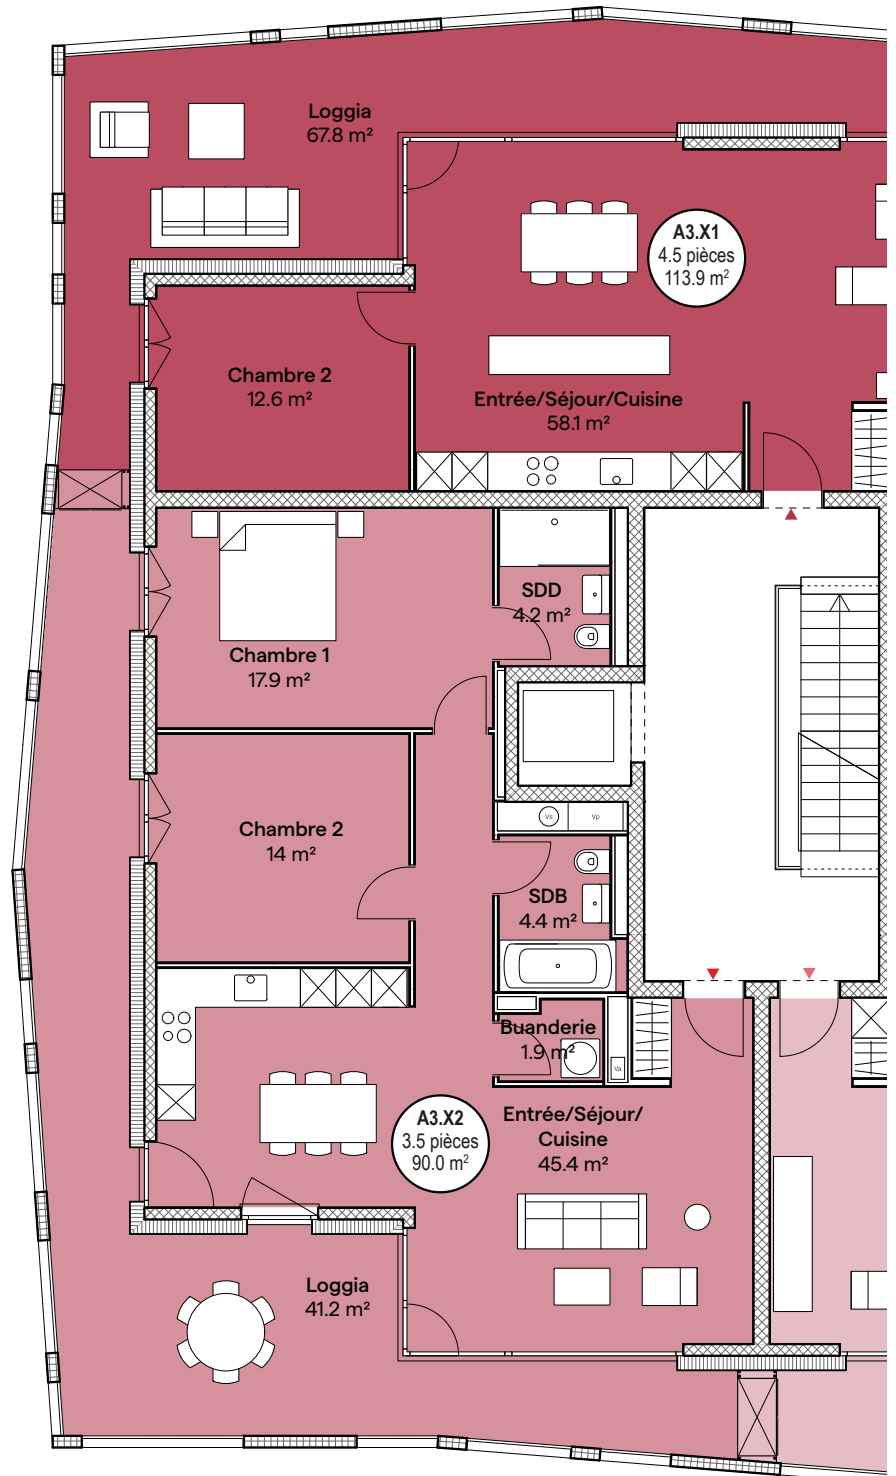 Loggia
67.8 m²
A3.X1
4.5 pièces
113.9 m²
Chambre 2
12.6 m²
Entrée/Séjour/Cuisine
58.1 m²
SDD
4.2 m²
Chambre 1
17.9 m²
Vs
Vp
Chambre 2
14 m²
SDB
4.4 m²
Buanderie
1.9 m²
Va
A3.X2
3.5 pièces
90.0 m²
Entrée/Séjour/
Cuisine
45.4 m²
Loggia
41.2 m²